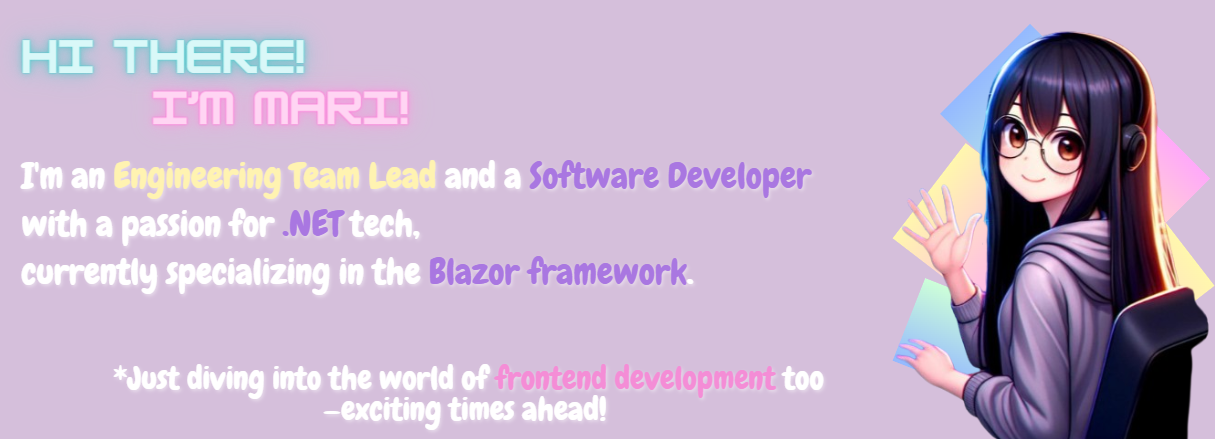 HI THERE!
I'M MARI!
I'm an Engineering Team Lead and a Software Developer
with a passion for .NET tech,
currently specializing in the Blazor framework.
*Just diving into the world of frontend development too
—exciting times ahead!